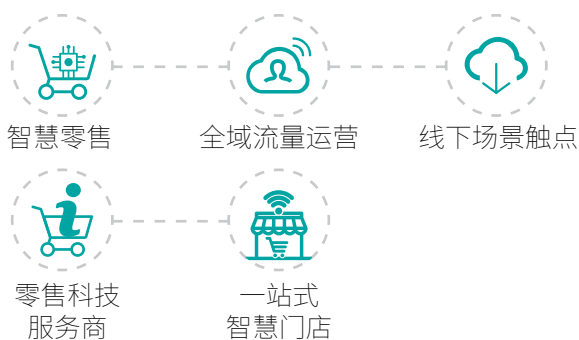 智慧零售
全域流量运营
线下场景触点
零售科技
服务商
一站式
智慧门店